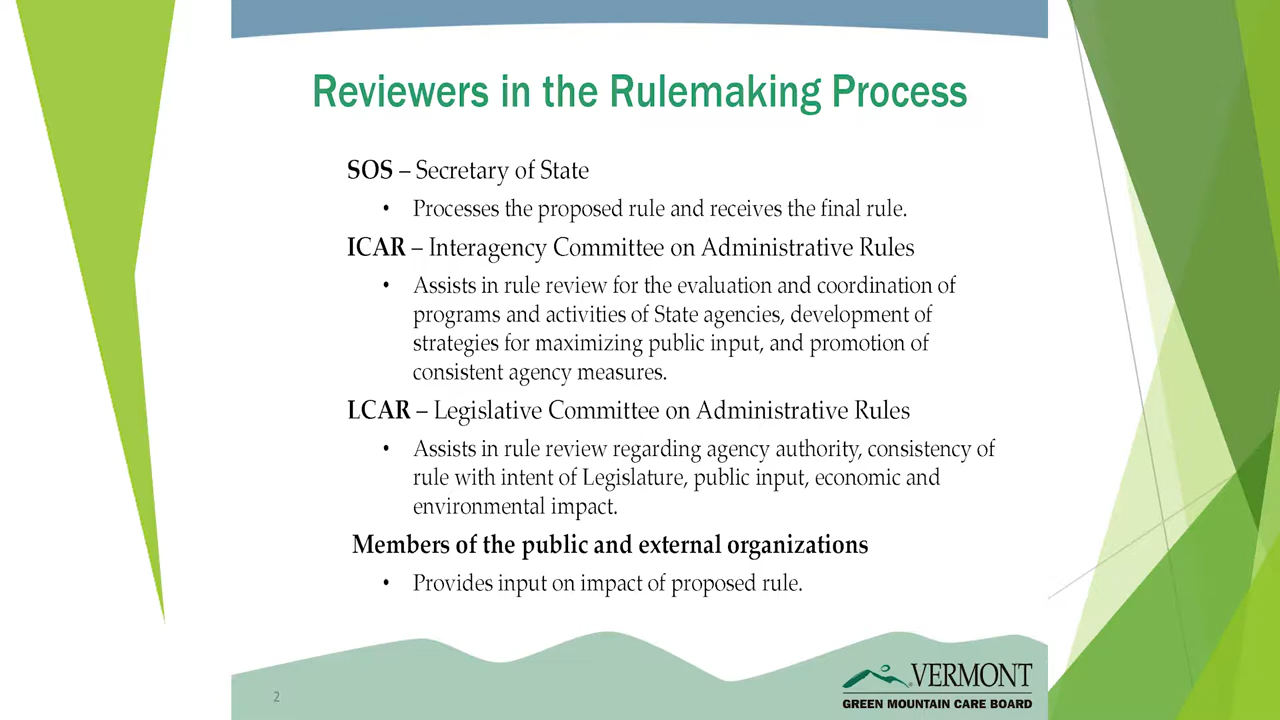 Reviewers in the Rulemaking Process
SOS – Secretary of State
• Processes the proposed rule and receives the final rule.
ICAR – Interagency Committee on Administrative Rules
• Assists in rule review for the evaluation and coordination of
programs and activities of State agencies, development of
strategies for maximizing public input, and promotion of
consistent agency measures.
LCAR – Legislative Committee on Administrative Rules
• Assists in rule review regarding agency authority, consistency of
rule with intent of Legislature, public input, economic and
environmental impact.
Members of the public and external organizations
• Provides input on impact of proposed rule.
2
VERMONT
GREEN MOUNTAIN CARE BOARD